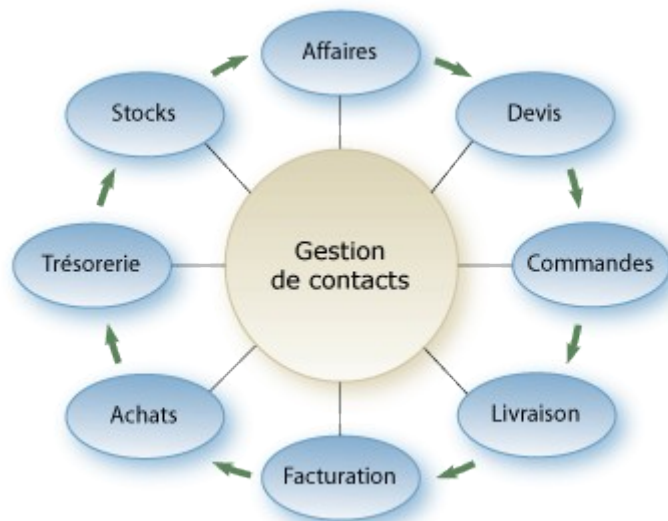 Affaires
Devis
Commandes
Livraison
Facturation
Achats
Trésorerie
Stocks
Gestion
de contacts